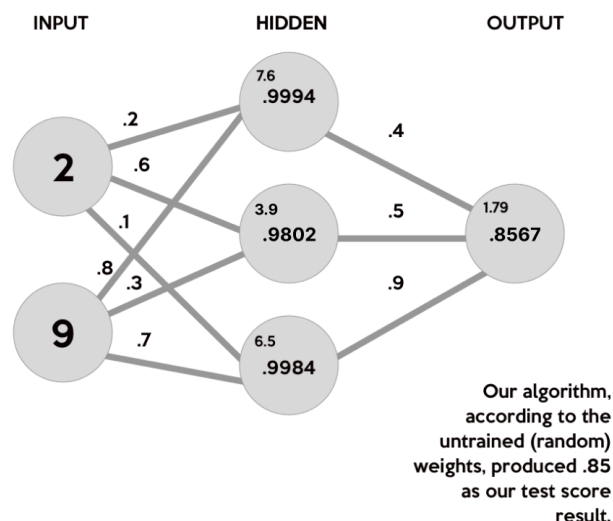 INPUT
HIDDEN
OUTPUT
7.6
.9994
.2
.4
.6
2
3.9
.9802
.5
1.79
.8567
.1
.8
.3
.9
9
.7
6.5
.9984
Our algorithm,
according to the
untrained (random)
weights, produced .85
as our test score
result.